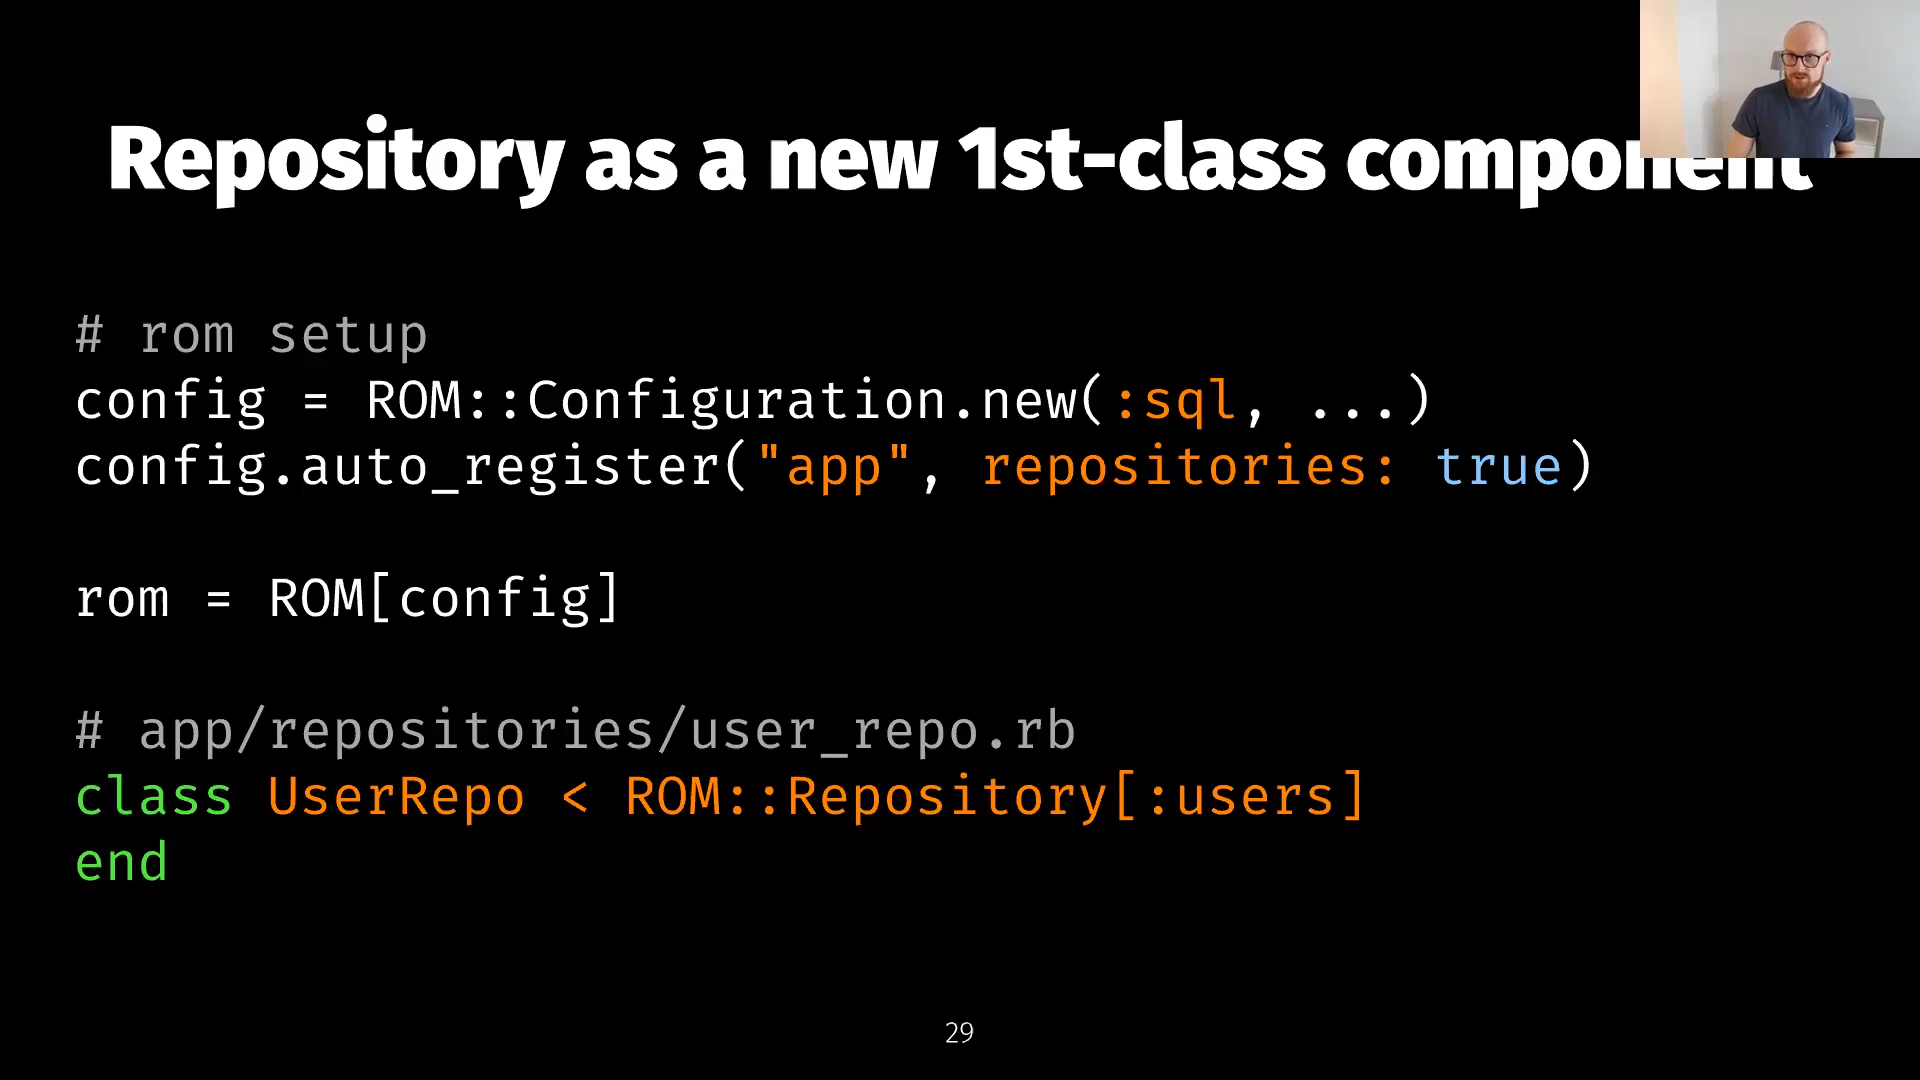 Repository as a new 1st-class component
# rom setup
config = ROM::Configuration.new(:sql, ...)
config.auto_register("app", repositories: true)
rom = ROM[config]
# app/repositories/user_repo.rb
class UserRepo < ROM::Repository[:users]
end
29